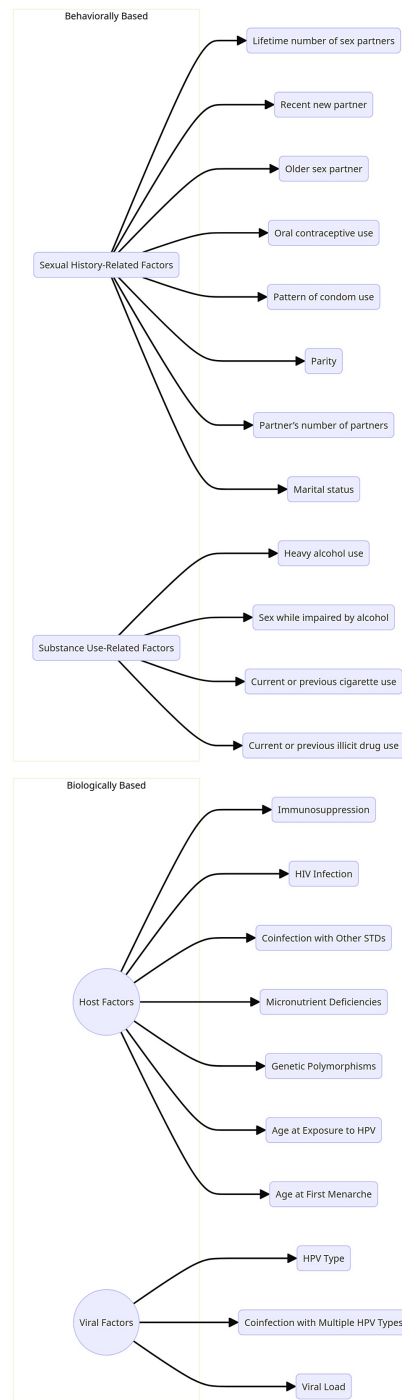 Behaviorally Based
Lifetime number of sex partners
Recent new partner
Older sex partner
Oral contraceptive use
Sexual History-Related Factors
Pattern of condom use
Parity
Partner's number of partners
Marital status
Heavy alcohol use
Sex while impaired by alcohol
Substance Use-Related Factors
Current or previous cigarette use
Current or previous illicit drug use
Biologically Based
Immunosuppression
HIV Infection
Coinfection with Other STDs
Host Factors
Micronutrient Deficiencies
Genetic Polymorphisms
Age at Exposure to HPV
Age at First Menarche
HPV Type
Viral Factors
Coinfection with Multiple HPV Types
Viral Load